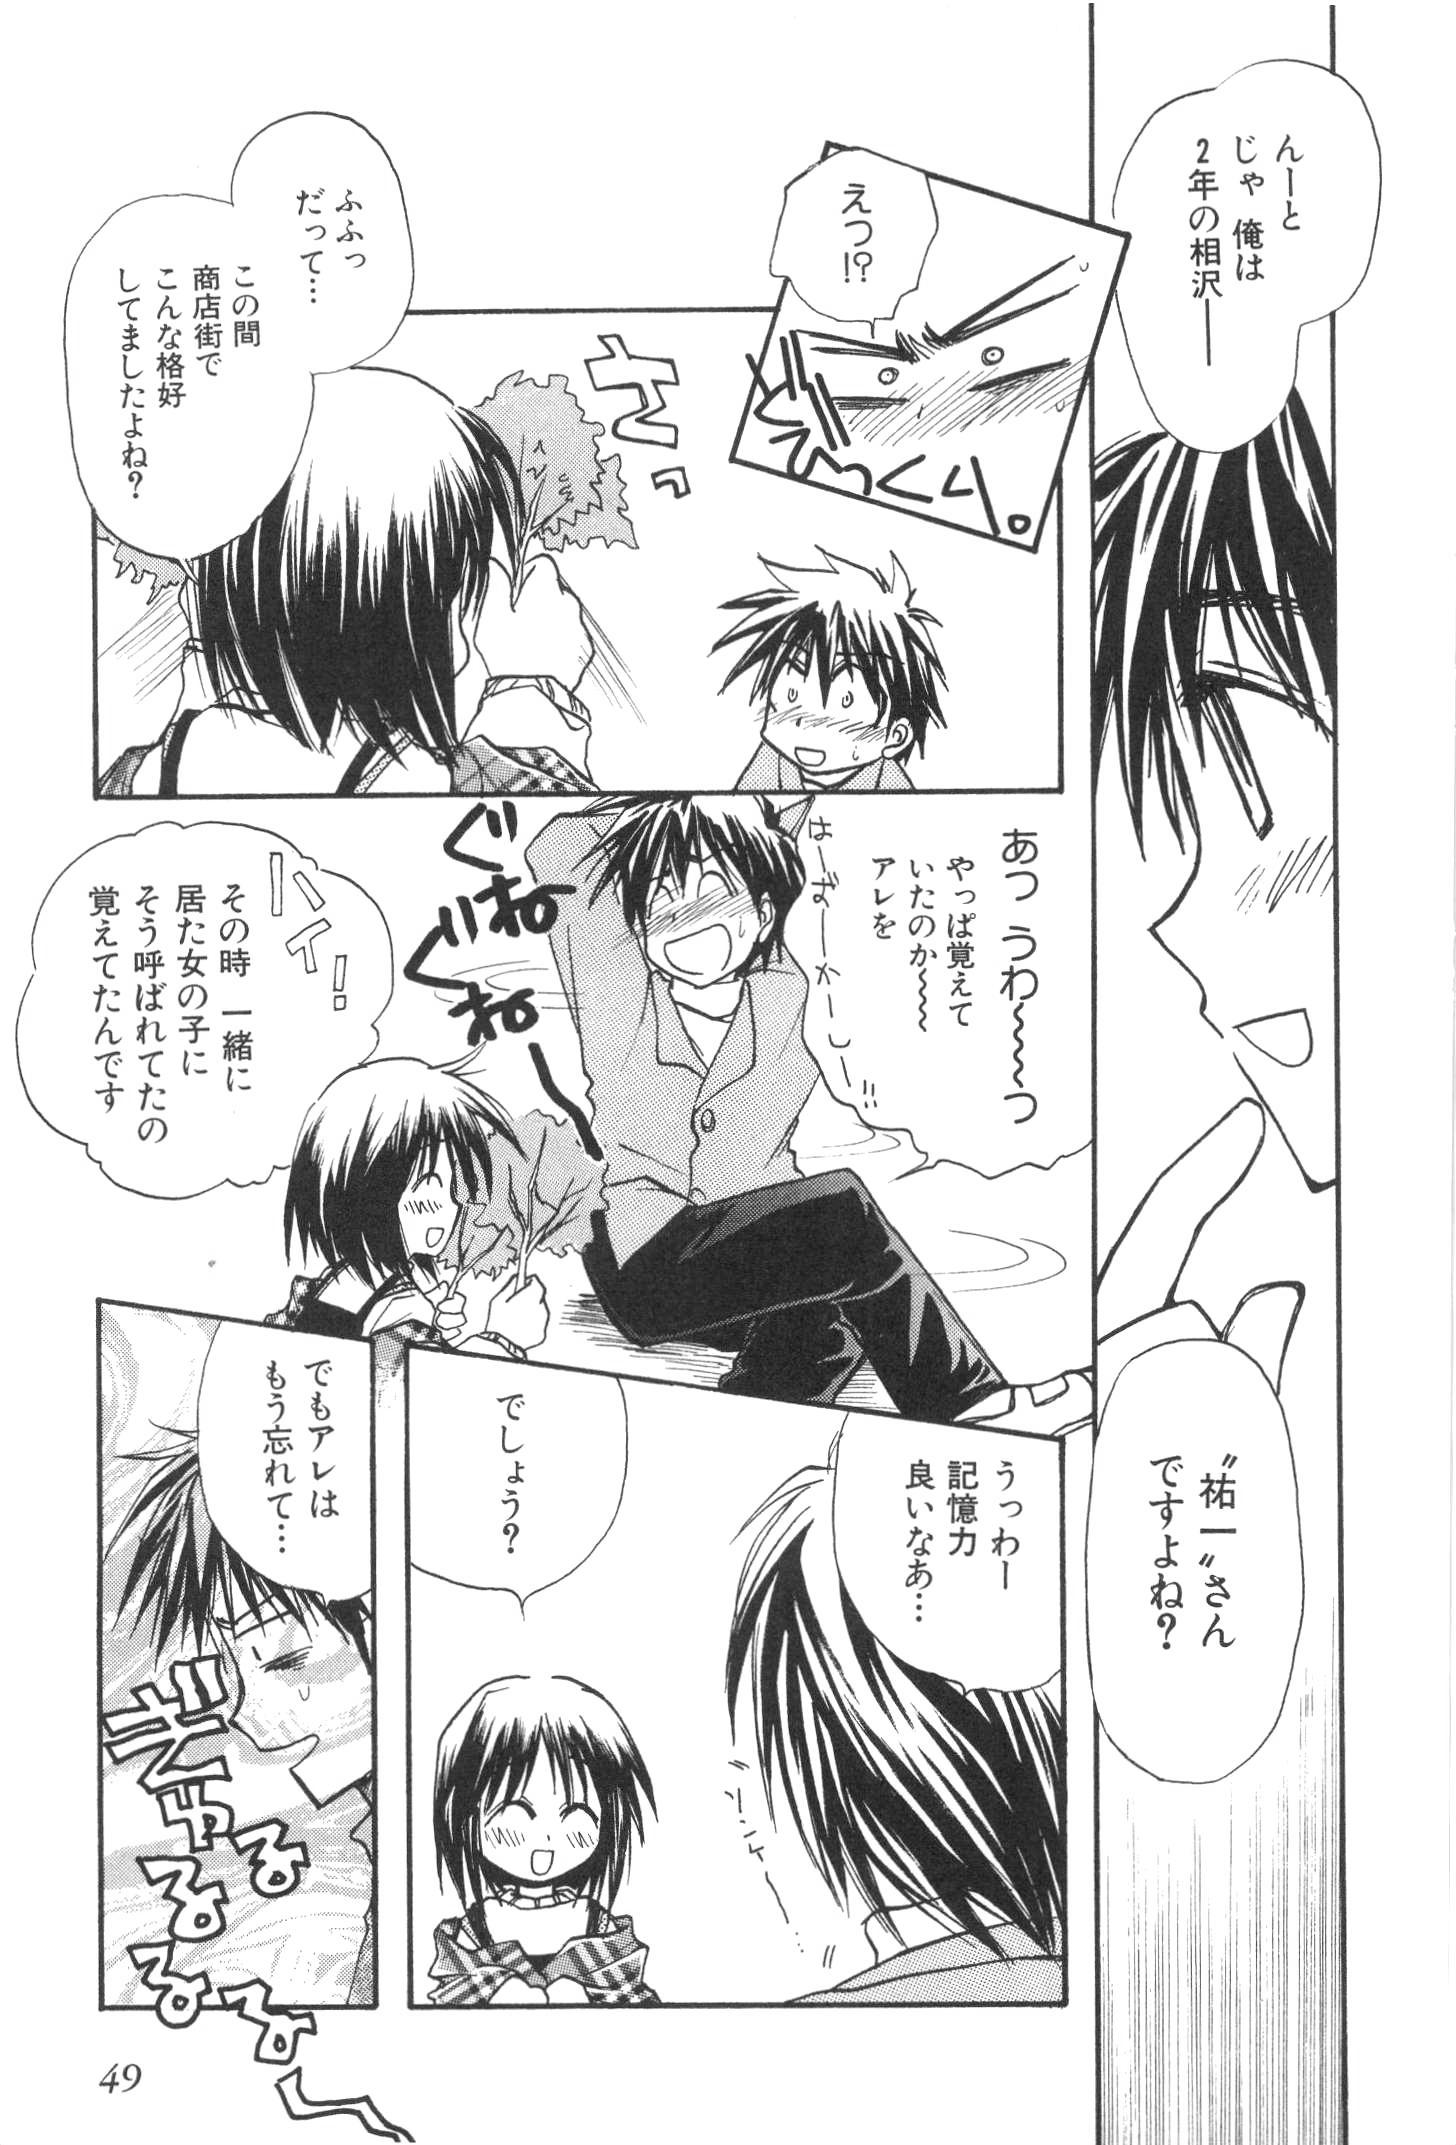 んーと
じゃ 俺は
2年の相沢──
〝祐一〟さん
ですよね?
えっ!?
どびっくり。
さっ
ふふっ
だって…
この間
商店街で
こんな格好
してましたよね?
あっ うわ〜〜〜っ
やっぱ覚えて
いたのか〜〜
アレを
はーずかしー!!
ぐねぐねー
ハイ!
その時 一緒に
居た女の子に
そう呼ばれてたの
覚えてたんです
うっわー
記憶力
良いなあ…
でしょう?
でもアレは
もう忘れて…
ぎゅるるるる〜
49